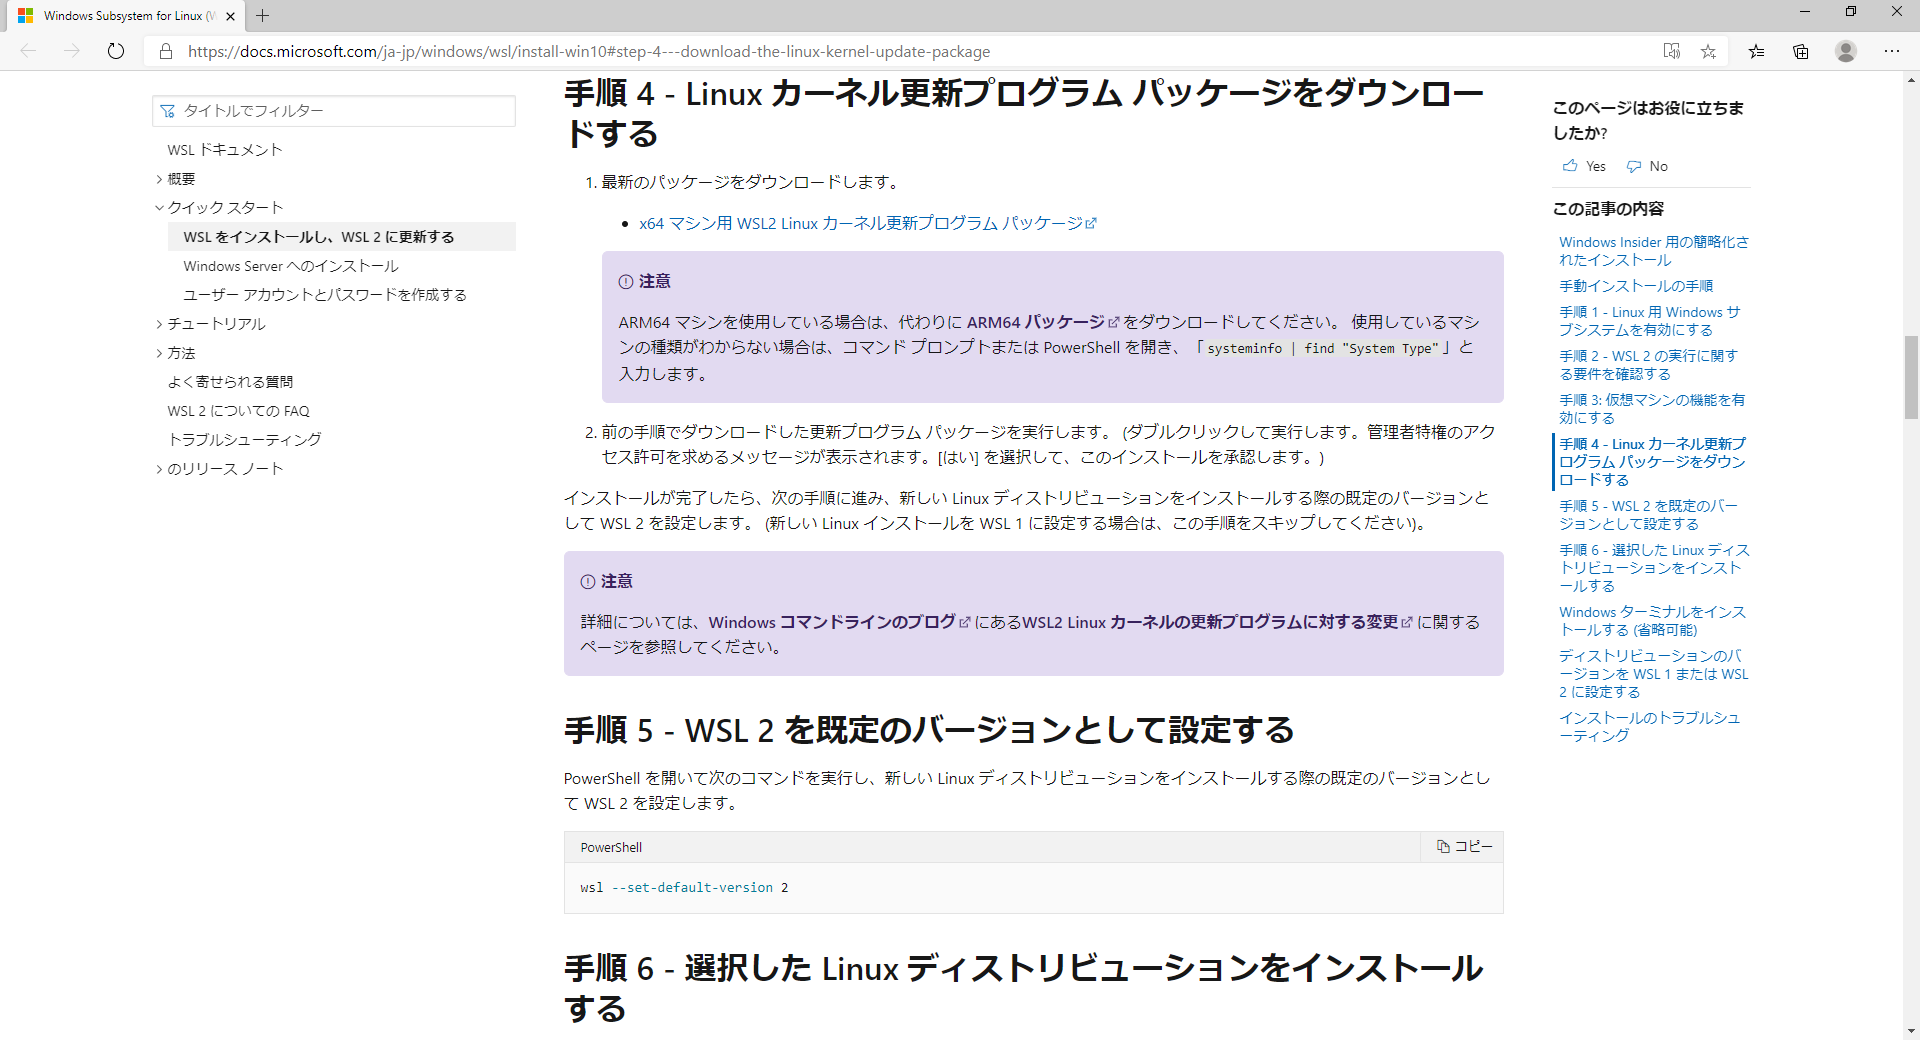 Windows Subsystem for Linux (W
https://docs.microsoft.com/ja-jp/windows/wsl/install-win10#step-4---download-the-linux-kernel-update-package
タイトルでフィルター
WSL ドキュメント
概要
クイック スタート
WSL をインストールし、WSL 2 に更新する
Windows Server へのインストール
ユーザー アカウントとパスワードを作成する
チュートリアル
方法
よく寄せられる質問
WSL 2 についての FAQ
トラブルシューティング
のリリース ノート
手順 4 - Linux カーネル更新プログラム パッケージをダウンロー
ドする
1. 最新のパッケージをダウンロードします。
• x64 マシン用 WSL2 Linux カーネル更新プログラム パッケージ
注意
ARM64 マシンを使用している場合は、代わりに ARM64 パッケージ をダウンロードしてください。 使用しているマシ
ンの種類がわからない場合は、コマンド プロンプトまたは PowerShell を開き、「systeminfo | find "System Type"」と
入力します。
2. 前の手順でダウンロードした更新プログラム パッケージを実行します。 (ダブルクリックして実行します。管理者特権のアク
セス許可を求めるメッセージが表示されます。[はい] を選択して、このインストールを承認します。)
インストールが完了したら、次の手順に進み、新しい Linux ディストリビューションをインストールする際の既定のバージョンと
して WSL 2 を設定します。 (新しい Linux インストールを WSL 1 に設定する場合は、この手順をスキップしてください)。
注意
詳細については、Windows コマンドラインのブログ にあるWSL2 Linux カーネルの更新プログラムに対する変更 に関する
ページを参照してください。
手順 5 - WSL 2 を既定のバージョンとして設定する
PowerShell を開いて次のコマンドを実行し、新しい Linux ディストリビューションをインストールする際の既定のバージョンとし
て WSL 2 を設定します。
PowerShell
コピー
wsl --set-default-version 2
手順 6 - 選択した Linux ディストリビューションをインストール
する
このページはお役に立ちま
したか?
Yes
No
この記事の内容
Windows Insider 用の簡略化さ
れたインストール
手動インストールの手順
手順 1 - Linux 用 Windows サ
ブシステムを有効にする
手順 2 - WSL 2 の実行に関す
る要件を確認する
手順 3: 仮想マシンの機能を有
効にする
手順 4 - Linux カーネル更新プ
ログラム パッケージをダウン
ロードする
手順 5 - WSL 2 を既定のバー
ジョンとして設定する
手順 6 - 選択した Linux ディス
トリビューションをインスト
ールする
Windows ターミナルをインス
トールする (省略可能)
ディストリビューションのバ
ージョンを WSL 1 または WSL
2 に設定する
インストールのトラブルシュ
ーティング